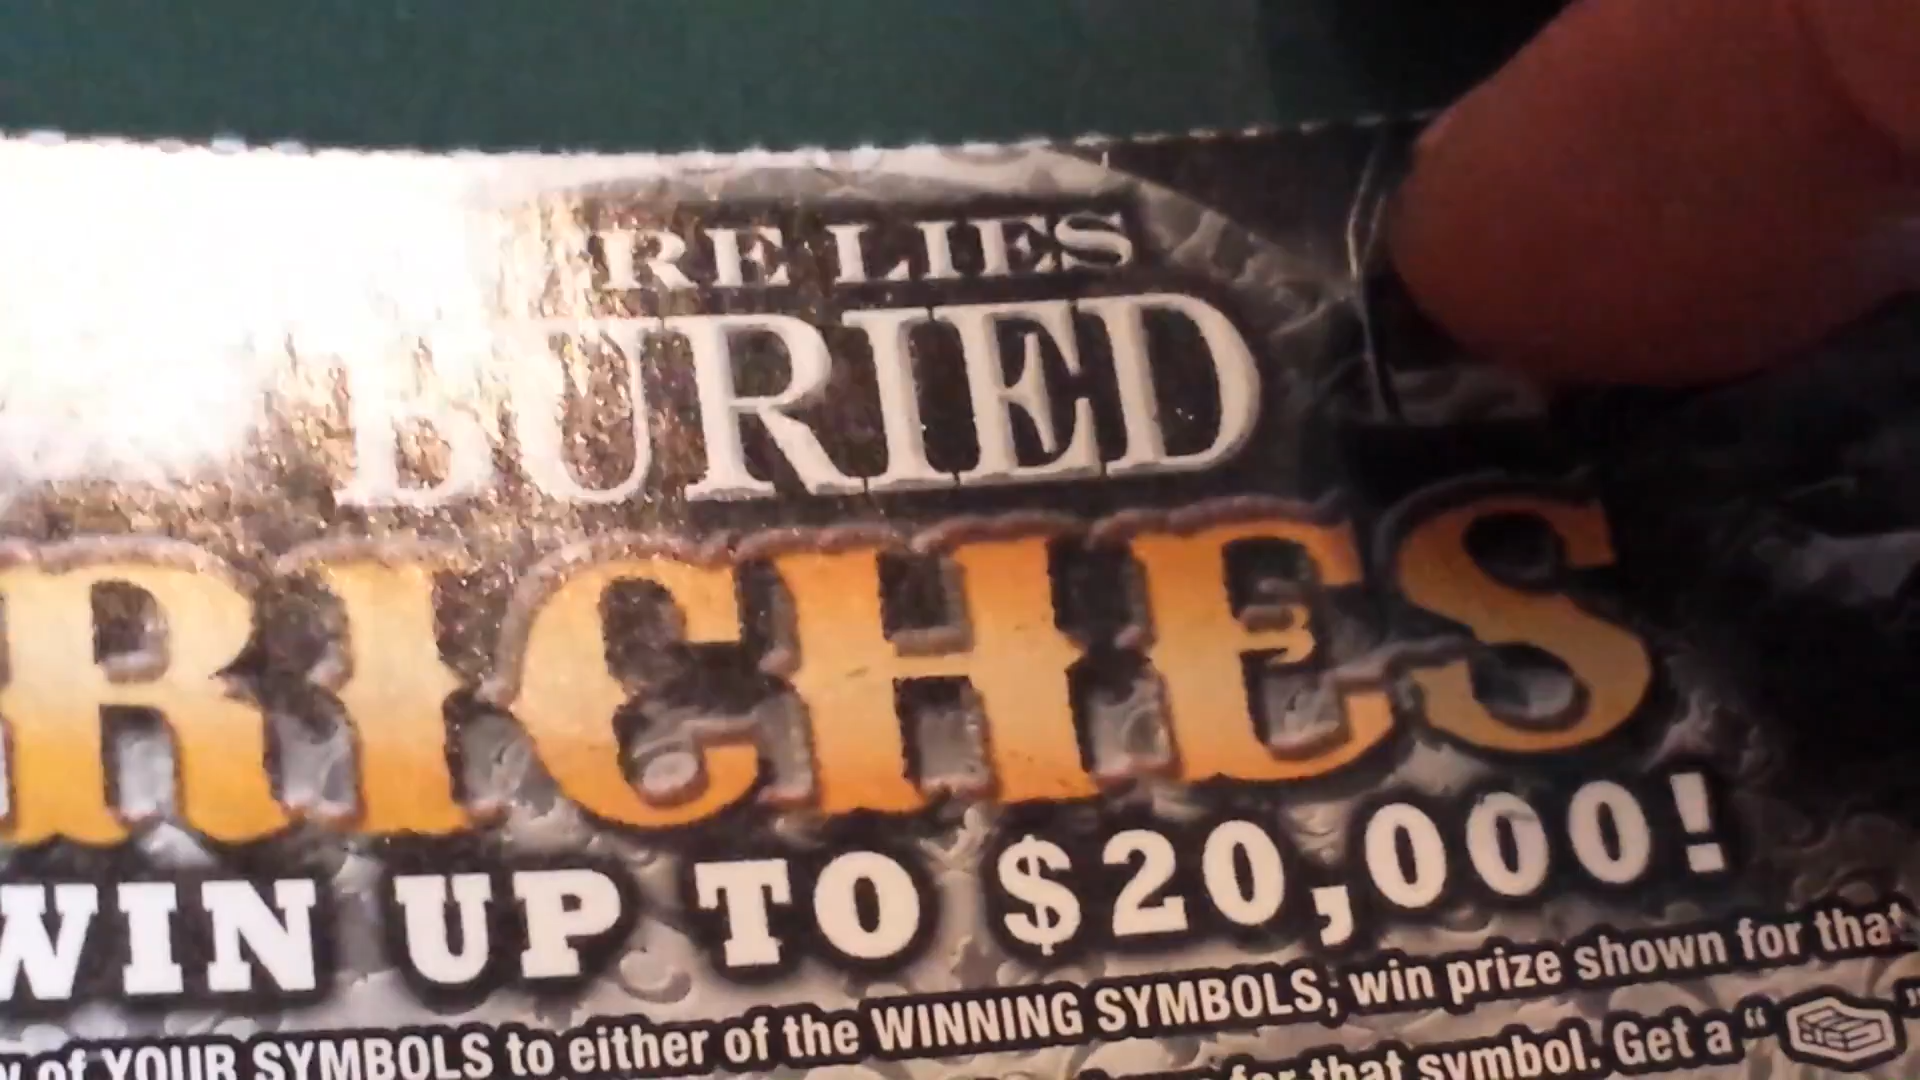 RE LIES
BURIED
RICHES
WIN UP TO $20,000!
of YOUR SYMBOLS to either of the WINNING SYMBOLS, win prize shown for that
for that symbol. Get a "